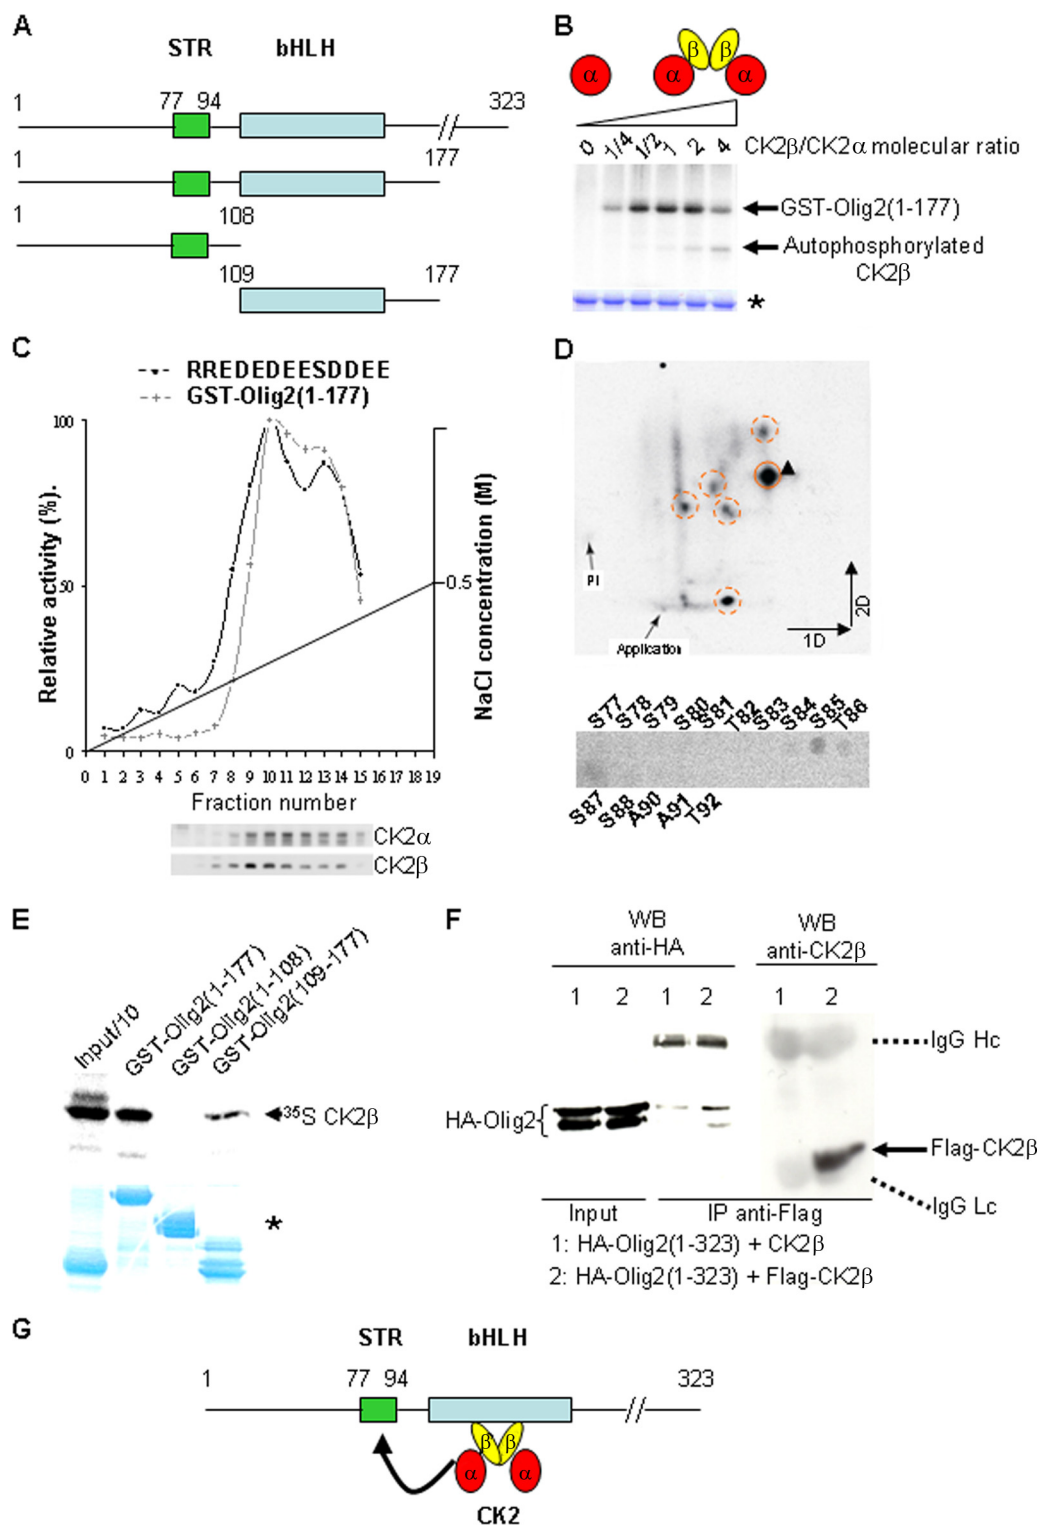 A
STR bHLH
1 77 94 323
1 177
1 108
109 177
B
α α β β α
0 1/4 1/2 1 2 4 CK2β/CK2α molecular ratio
GST-Olig2(1-177)
Autophosphorylated
CK2β
*
C
RREDEDEESDDEE
GST-Olig2(1-177)
100
50
0
Relative activity (%).
NaCl concentration (M)
0.5
0 1 2 3 4 5 6 7 8 9 10 11 12 13 14 15 16 17 18 19
Fraction number
CK2α
CK2β
D
PI
Application
1D
2D
S77 S78 S79 S80 S81 T82 S83 S84 S85 T86
S87 S88 A90 A91 T92
E
Input/10 GST-Olig2(1-177) GST-Olig2(1-108) GST-Olig2(109-177)
35S CK2β
*
F
WB WB
anti-HA anti-CK2β
1 2 1 2 1 2
IgG Hc
HA-Olig2{
Flag-CK2β
IgG Lc
Input IP anti-Flag
1: HA-Olig2(1-323) + CK2β
2: HA-Olig2(1-323) + Flag-CK2β
G
STR bHLH
1 77 94 323
β β
α α
CK2